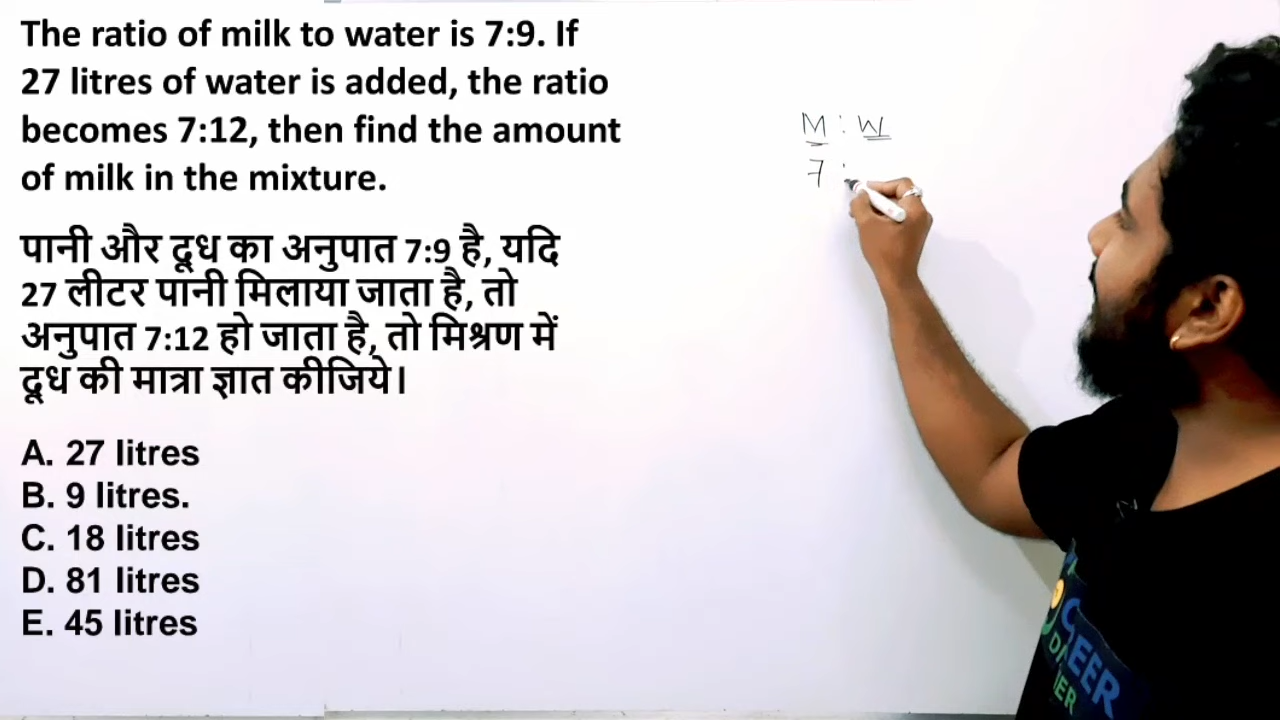 The ratio of milk to water is 7:9. If
27 litres of water is added, the ratio
becomes 7:12, then find the amount
of milk in the mixture.
पानी और दूध का अनुपात 7:9 है, यदि
27 लीटर पानी मिलाया जाता है, तो
अनुपात 7:12 हो जाता है, तो मिश्रण में
दूध की मात्रा ज्ञात कीजिये।
A. 27 litres
B. 9 litres.
C. 18 litres
D. 81 litres
E. 45 litres
M : W
7 :